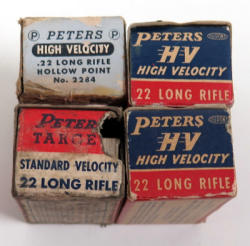 P PETERS P
HIGH VELOCITY
.22 LONG RIFLE
HOLLOW POINT
No. 2284
PETERS
HV
HIGH VELOCITY
22 LONG RIFLE
PETERS
TARGE
STANDARD VELOCITY
22 LONG RIFLE
PETERS
HV
HIGH VELOCITY
22 LONG RIFLE